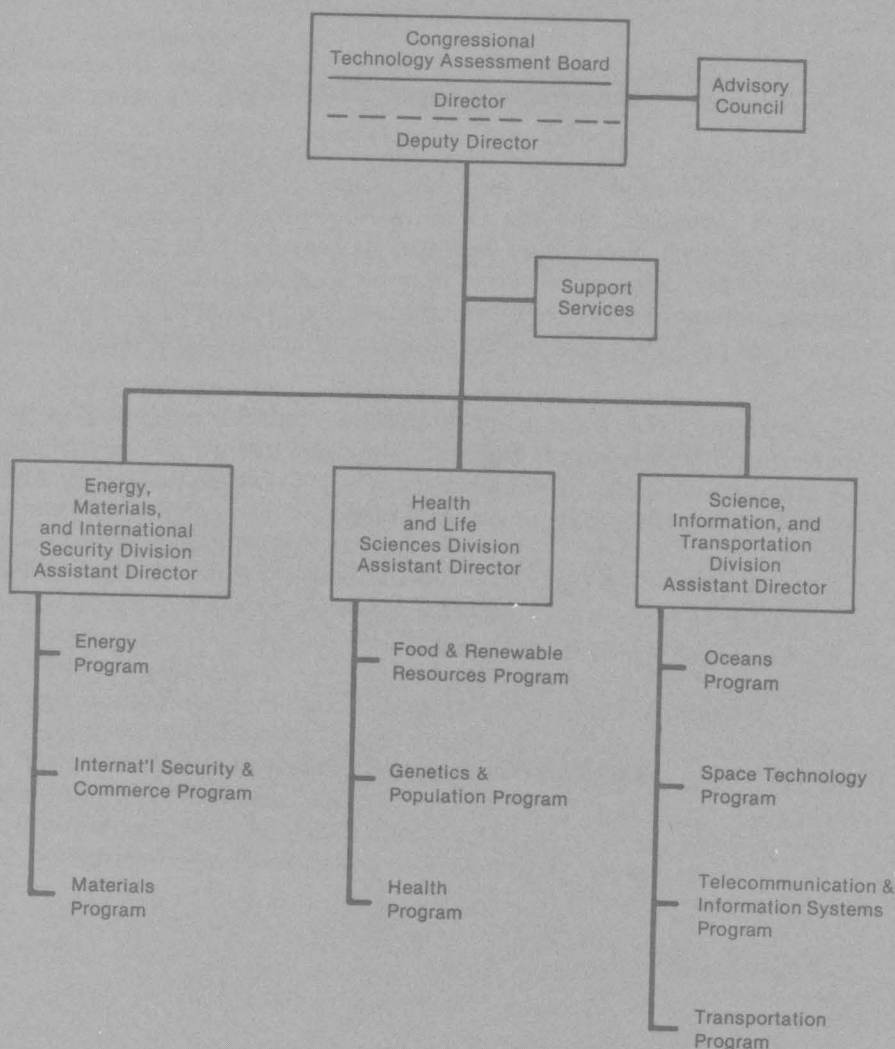 Congressional
Technology Assessment Board
Director
Deputy Director
Advisory
Council
Support
Services
Energy,
Materials,
and International
Security Division
Assistant Director
Energy
Program
Internat'l Security &
Commerce Program
Materials
Program
Health
and Life
Sciences Division
Assistant Director
Food & Renewable
Resources Program
Genetics &
Population Program
Health
Program
Science,
Information, and
Transportation
Division
Assistant Director
Oceans
Program
Space Technology
Program
Telecommunication &
Information Systems
Program
Transportation
Program